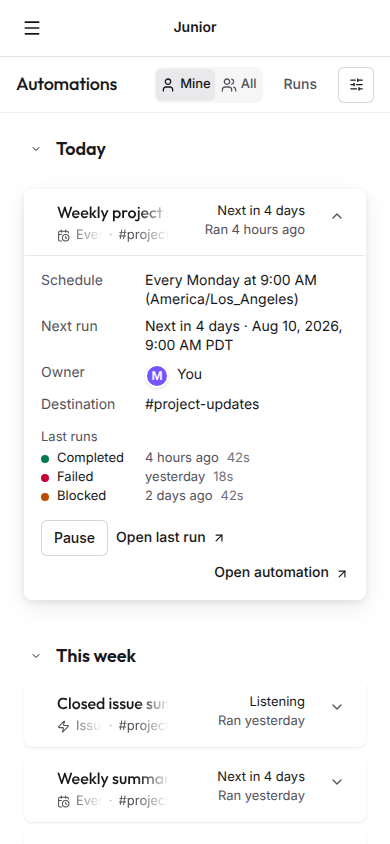 Junior
Automations
Mine
All
Runs
Today
Weekly project
Next in 4 days
#projec
Ran 4 hours ago
Schedule
Every Monday at 9:00 AM
(America/Los_Angeles)
Next run
Next in 4 days · Aug 10, 2026,
9:00 AM PDT
Owner
M You
Destination
#project-updates
Last runs
Completed 4 hours ago 42s
Failed yesterday 18s
Blocked 2 days ago 42s
Pause
Open last run
Open automation
This week
Closed issue sum
Listening
Issu · #projec
Ran yesterday
Weekly summar
Next in 4 days
Ever · #projec
Ran yesterday